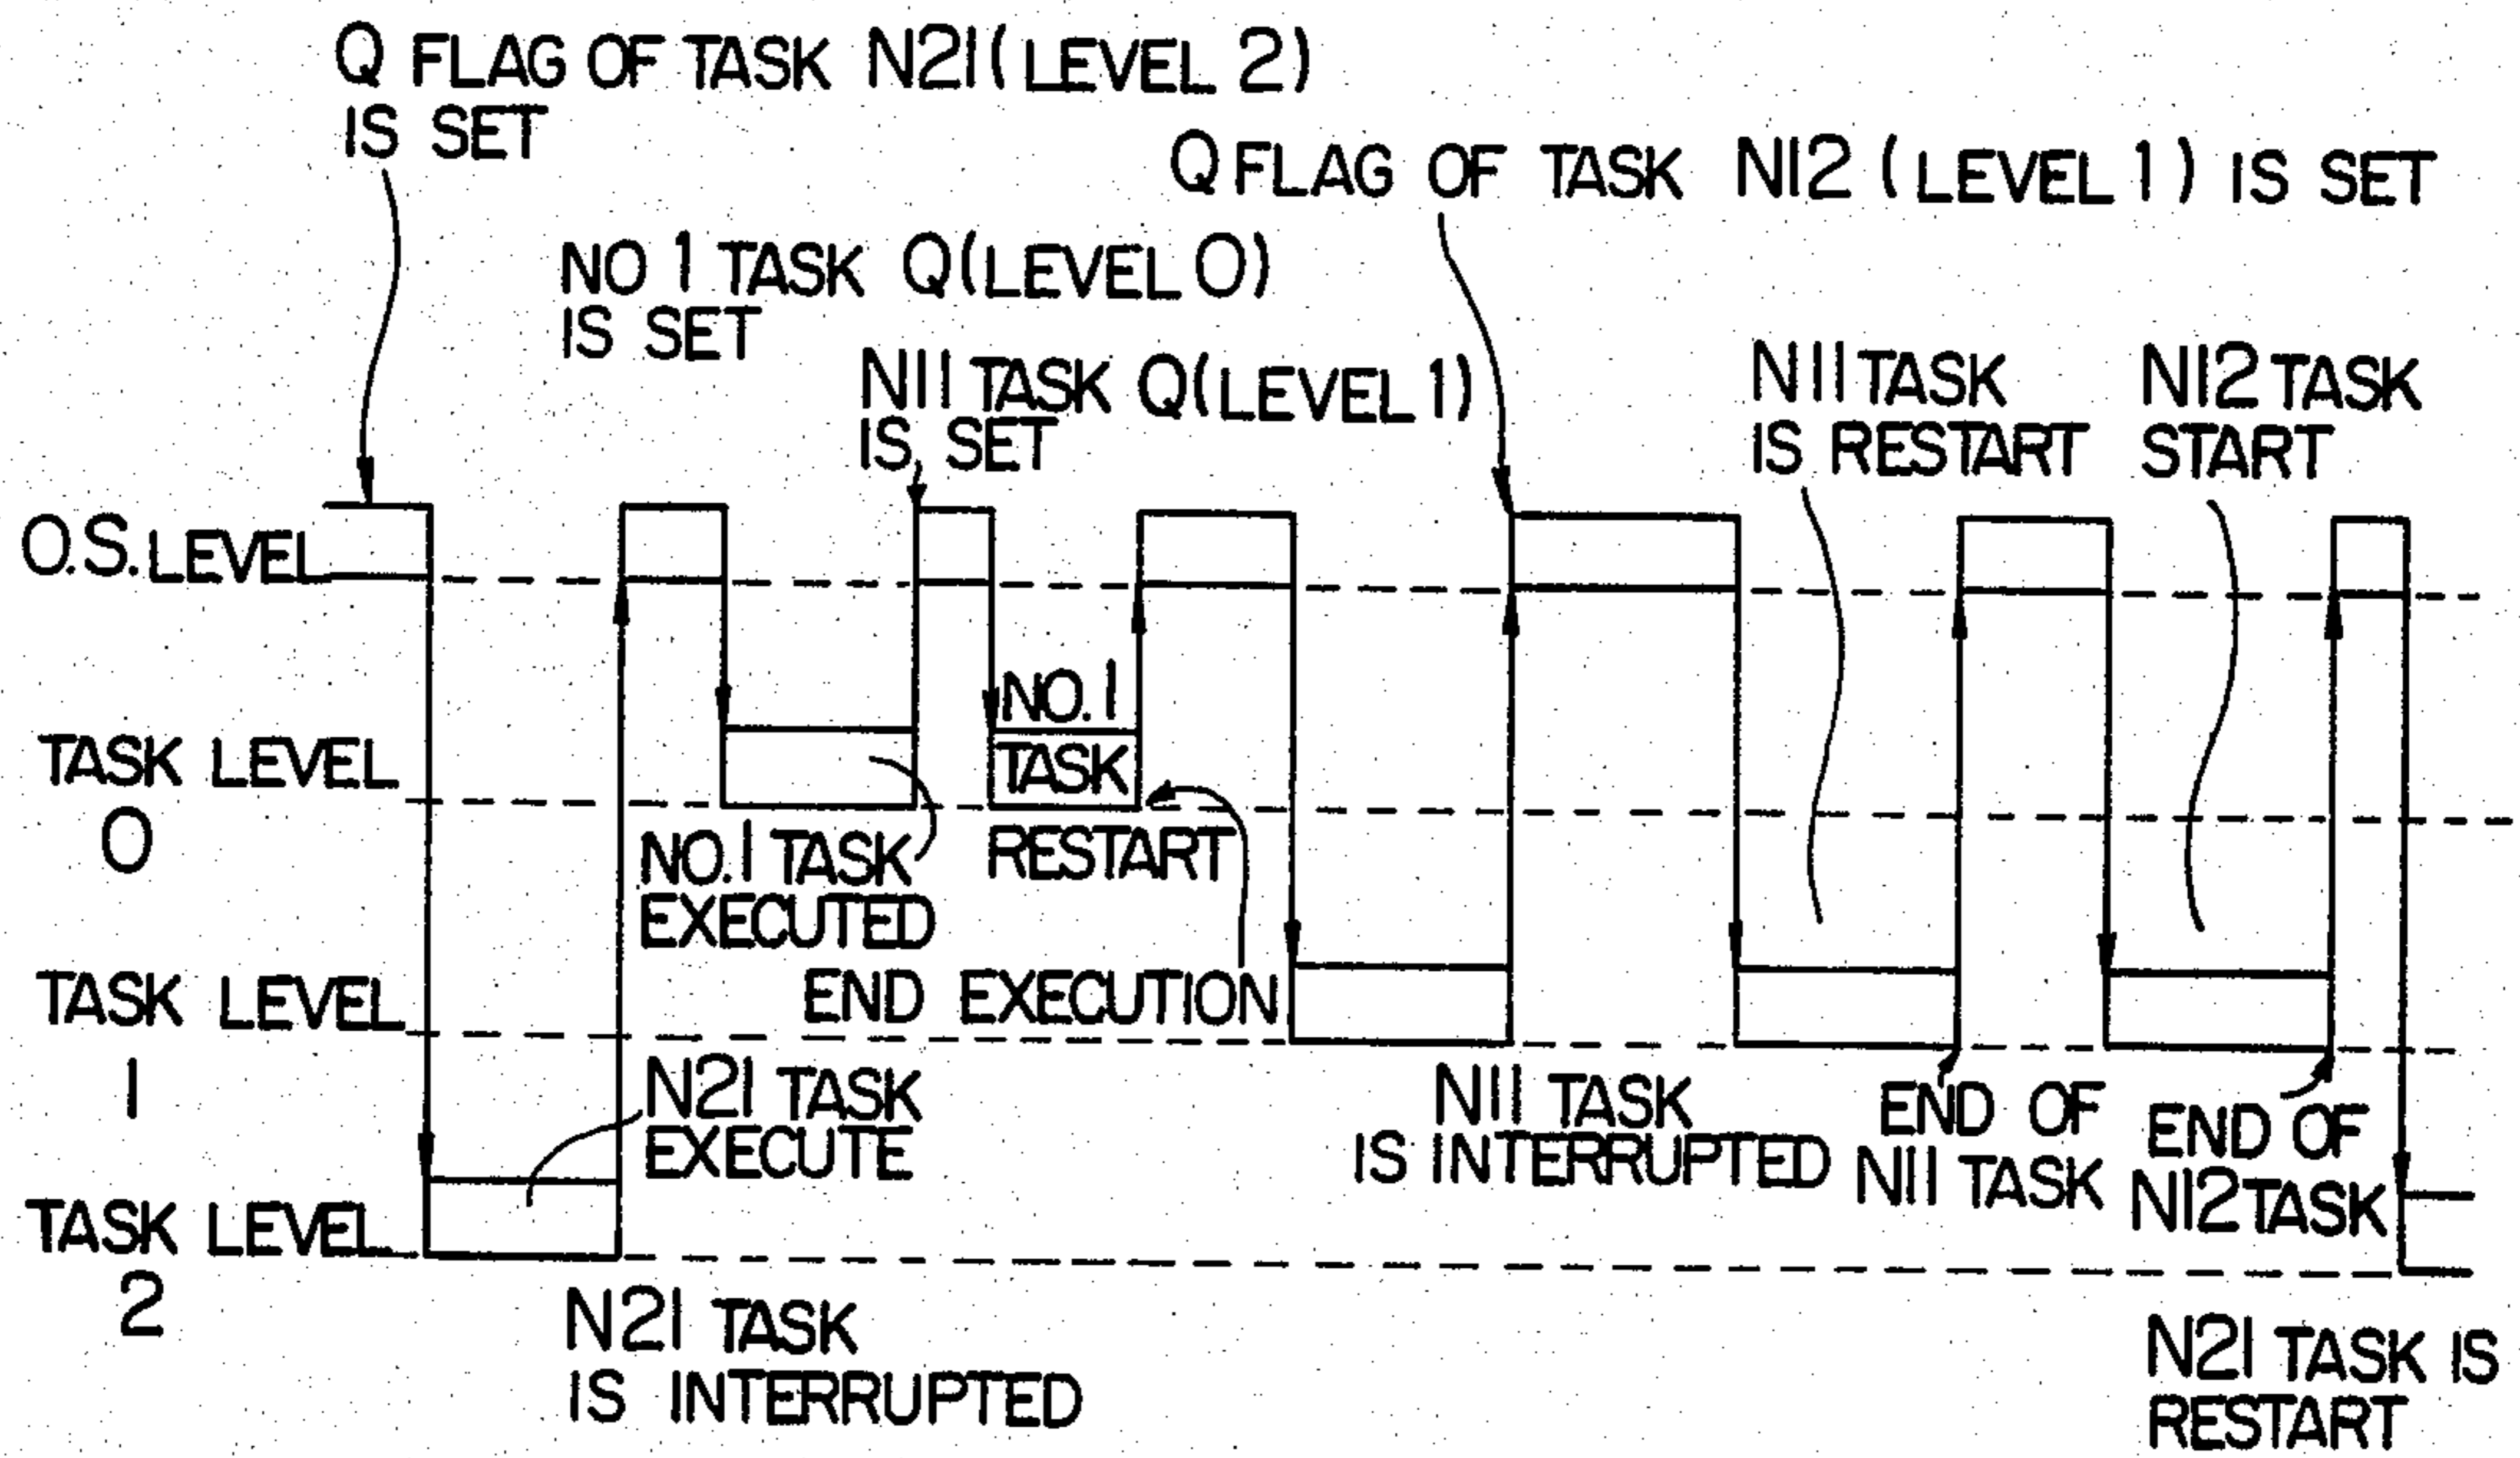 Q FLAG OF TASK N21 (LEVEL 2)
IS SET
Q FLAG OF TASK N12 (LEVEL 1) IS SET
NO 1 TASK Q (LEVEL 0)
IS SET
N11 TASK Q (LEVEL 1)
IS SET
N11 TASK
IS RESTART
N12 TASK
START
O.S. LEVEL
NO. 1
TASK
RESTART
TASK LEVEL
0
NO. 1 TASK
EXECUTED
END EXECUTION
TASK LEVEL
1
N21 TASK
EXECUTE
N11 TASK
IS INTERRUPTED
END OF
N11 TASK
END OF
N12 TASK
TASK LEVEL
2
N21 TASK
IS INTERRUPTED
N21 TASK IS
RESTART